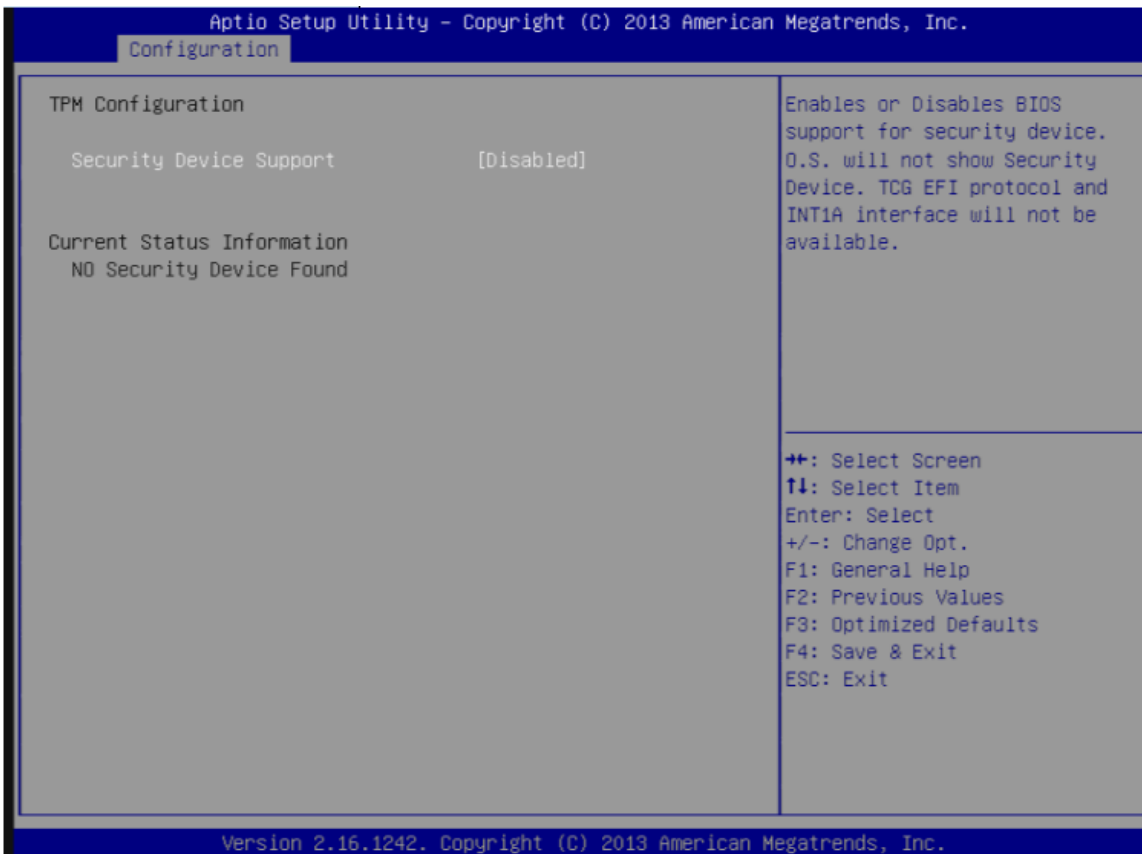 Aptio Setup Utility – Copyright (C) 2013 American Megatrends, Inc.
Configuration
TPM Configuration
Security Device Support [Disabled]
Current Status Information
NO Security Device Found
Enables or Disables BIOS
support for security device.
O.S. will not show Security
Device. TCG EFI protocol and
INT1A interface will not be
available.
→←: Select Screen
↑↓: Select Item
Enter: Select
+/-: Change Opt.
F1: General Help
F2: Previous Values
F3: Optimized Defaults
F4: Save & Exit
ESC: Exit
Version 2.16.1242. Copyright (C) 2013 American Megatrends, Inc.